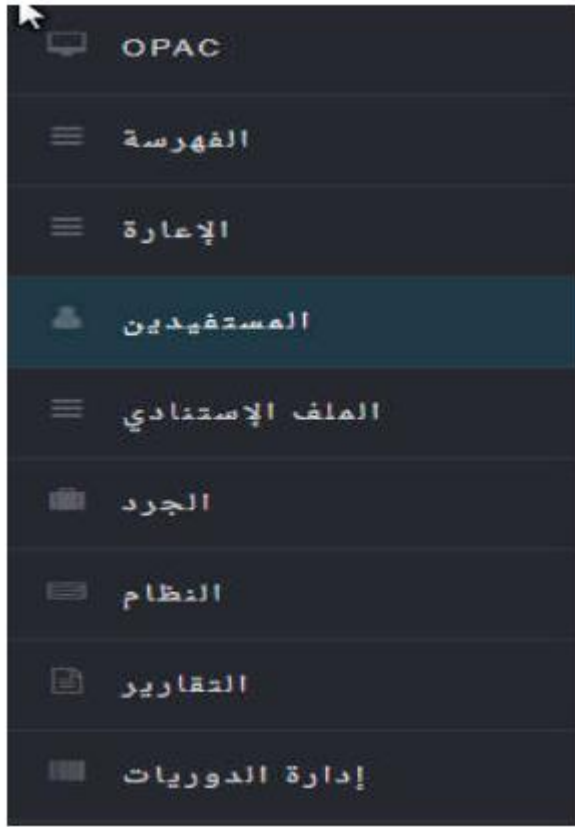 OPAC
الفهرسة
الإعارة
المستفيدين
الملف الإستنادي
الجرد
النظام
التقارير
إدارة الدوريات